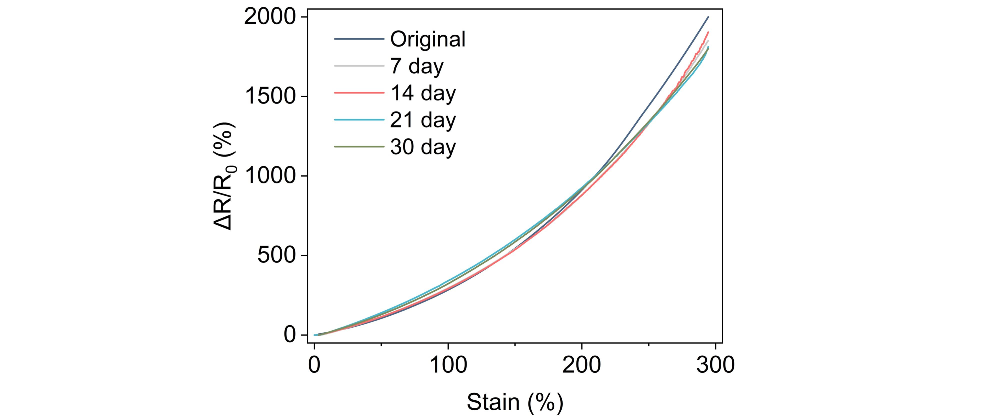 2000
1500
1000
500
0
ΔR/R₀ (%)
Original
7 day
14 day
21 day
30 day
0
100
200
300
Stain (%)